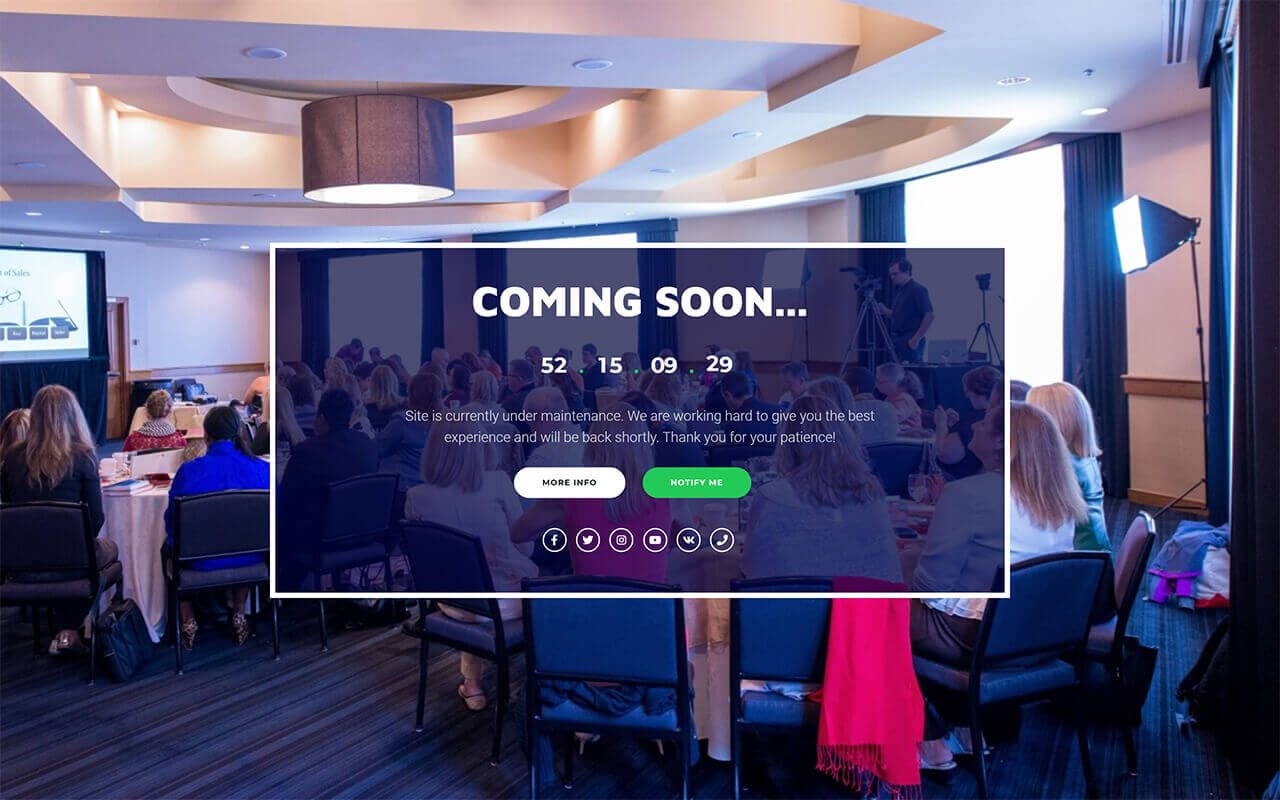 t of Sales
COMING SOON...
52 . 15 . 09 . 29
Site is currently under maintenance. We are working hard to give you the best
experience and will be back shortly. Thank you for your patience!
MORE INFO NOTIFY ME